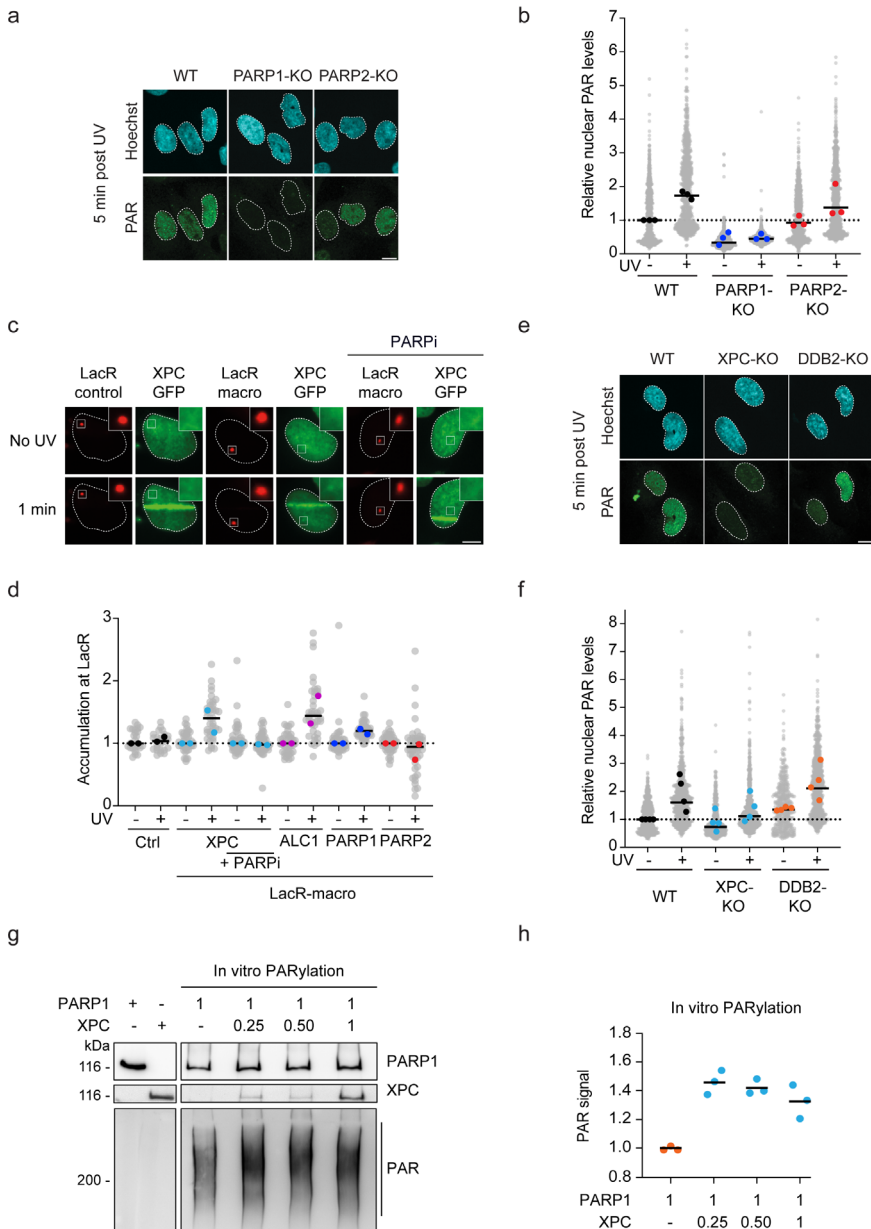 a
WT PARP1-KO PARP2-KO
5 min post UV
Hoechst
PAR
b
Relative nuclear PAR levels
7
6
5
4
3
2
1
0
UV - + - + - +
WT PARP1-KO PARP2-KO
c
PARPi
LacR control XPC GFP LacR macro XPC GFP LacR macro XPC GFP
No UV
1 min
d
Accumulation at LacR
3
2
1
0
UV - + - + - + - + - + - +
Ctrl XPC ALC1 PARP1 PARP2
+ PARPi
LacR-macro
e
WT XPC-KO DDB2-KO
5 min post UV
Hoechst
PAR
f
Relative nuclear PAR levels
8
7
6
5
4
3
2
1
0
UV - + - + - +
WT XPC-KO DDB2-KO
g
In vitro PARylation
PARP1 + - 1 1 1 1
XPC - + - 0.25 0.50 1
kDa
116 - PARP1
116 - XPC
200 - PAR
h
In vitro PARylation
PAR signal
1.8
1.6
1.4
1.2
1.0
0.8
PARP1 1 1 1 1
XPC - 0.25 0.50 1